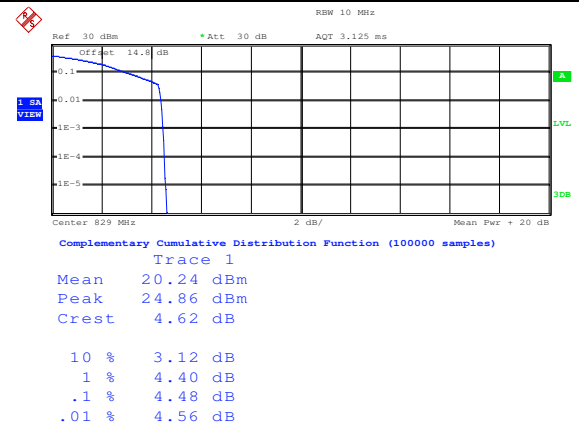 R S
RBW 10 MHz
Ref 30 dBm * Att 30 dB AQT 3.125 ms
Offset 14.8 dB
0.1
A
0.01
1 SA
VIEW
1E-3
LVL
1E-4
1E-5
3DB
Center 829 MHz 2 dB/ Mean Pwr + 20 dB
Complementary Cumulative Distribution Function (100000 samples)
Trace 1
Mean 20.24 dBm
Peak 24.86 dBm
Crest 4.62 dB
10 % 3.12 dB
1 % 4.40 dB
.1 % 4.48 dB
.01 % 4.56 dB